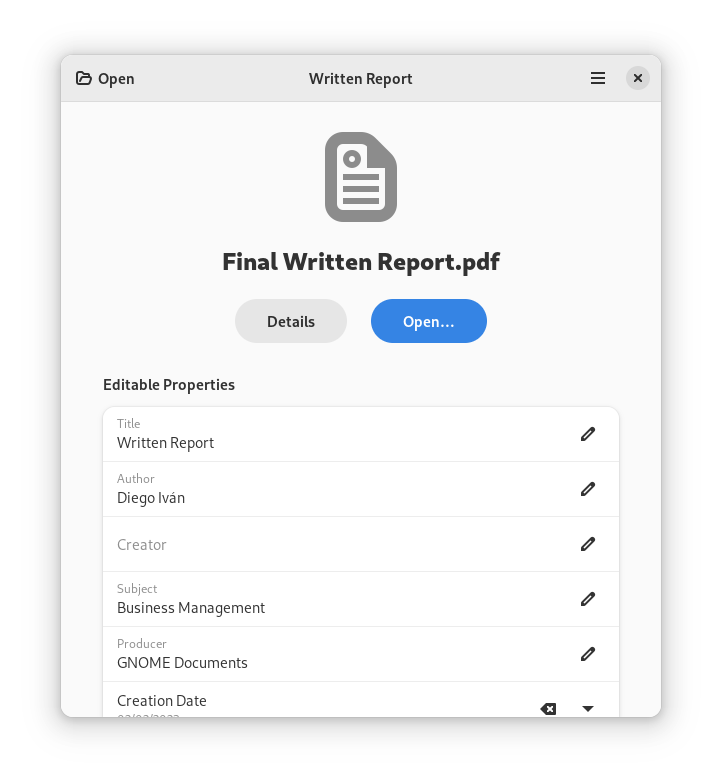 Open
Written Report
Final Written Report.pdf
Details
Open...
Editable Properties
Title
Written Report
Author
Diego Iván
Creator
Subject
Business Management
Producer
GNOME Documents
Creation Date